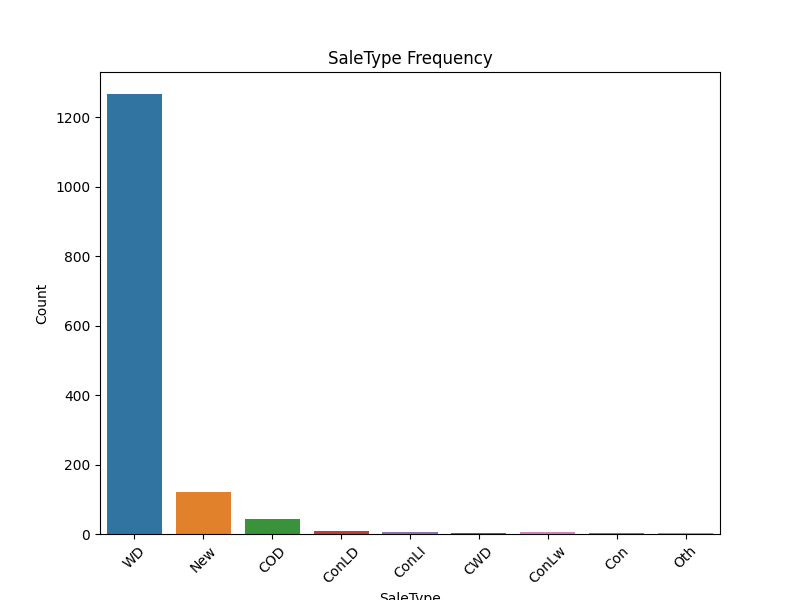 SaleType Frequency
Count
1200
1000
800
600
400
200
0
WD
New
COD
ConLD
ConLI
CWD
ConLw
Con
Oth
SaleType